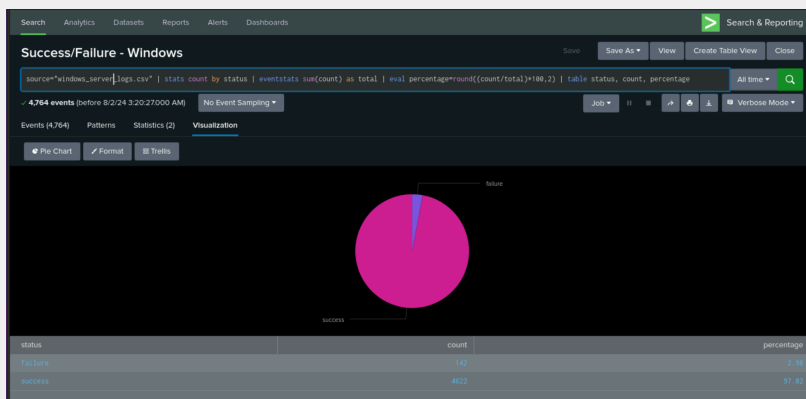 Search Analytics Datasets Reports Alerts Dashboards Search & Reporting
Success/Failure - Windows Save Save As View Create Table View Close
source="windows_server_logs.csv" | stats count by status | eventstats sum(count) as total | eval percentage=round((count/total)*100,2) | table status, count, percentage All time
4,764 events (before 8/2/24 3:20:27.000 AM) No Event Sampling Job Verbose Mode
Events (4,764) Patterns Statistics (2) Visualization
Pie Chart Format Trellis
failure
success
status count percentage
failure 142 2.98
success 4622 97.02